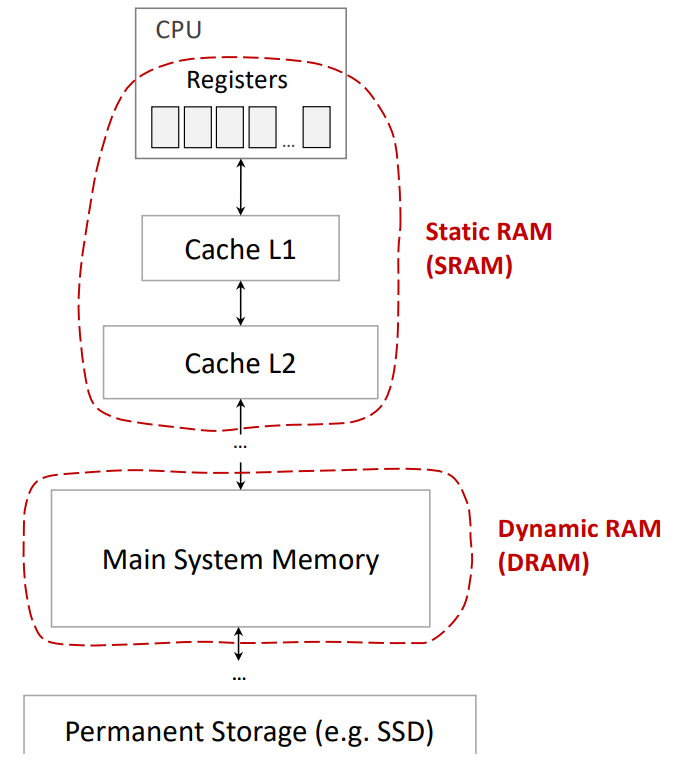 CPU
Registers
...
Cache L1
Static RAM
(SRAM)
Cache L2
...
Main System Memory
Dynamic RAM
(DRAM)
...
Permanent Storage (e.g. SSD)